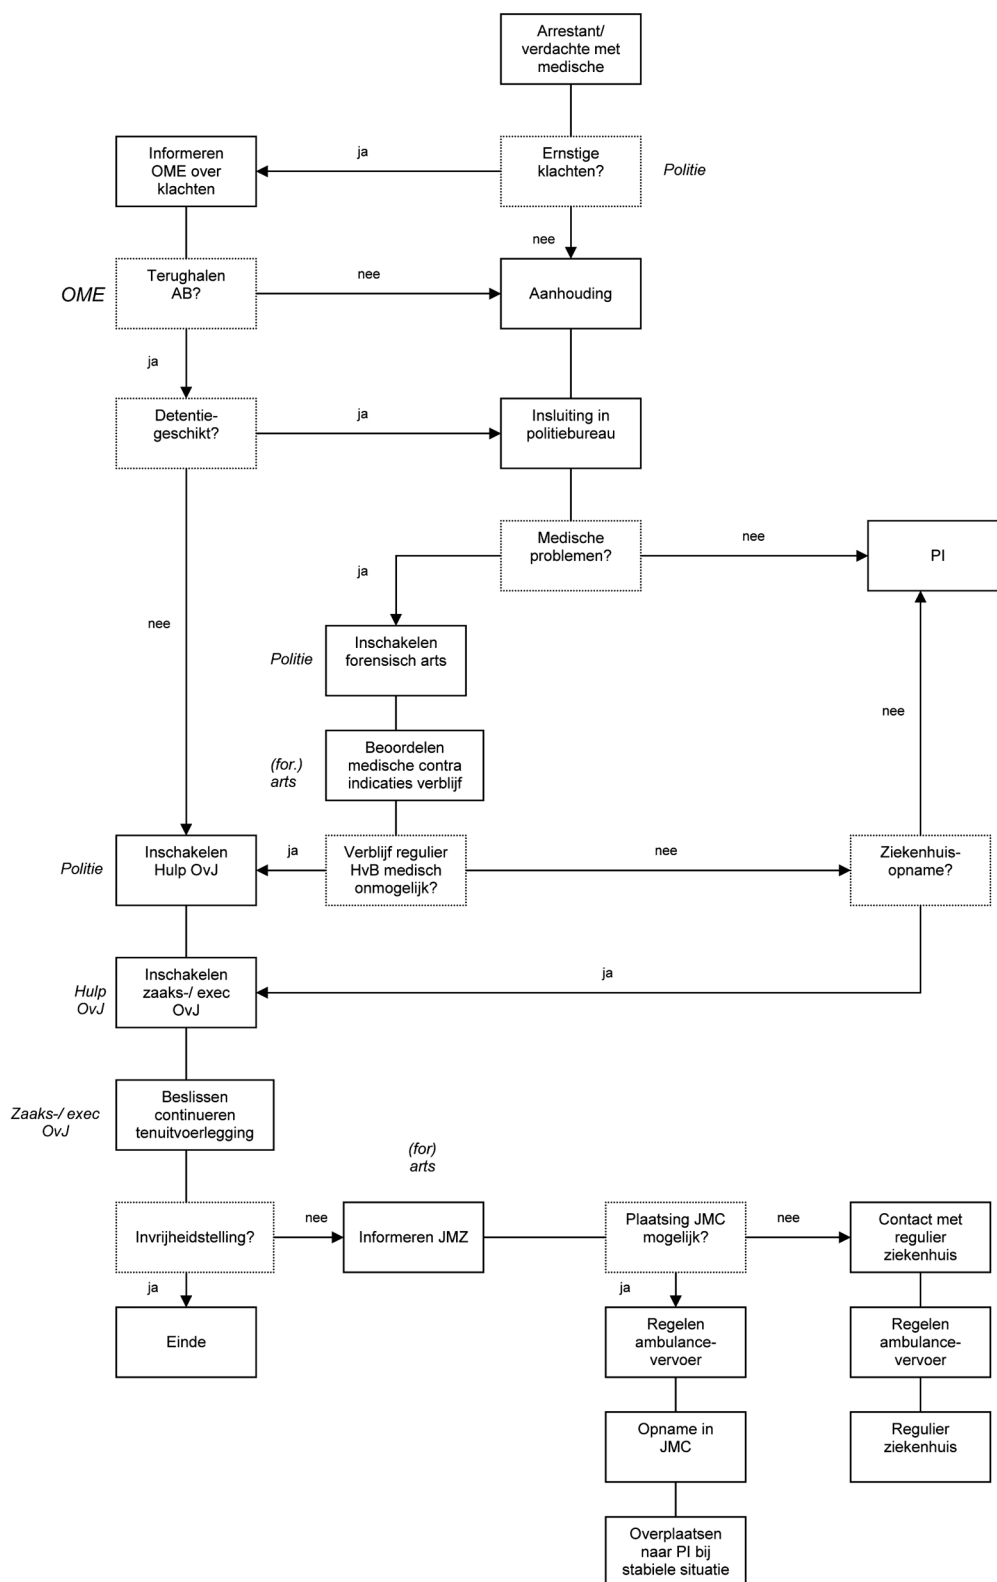 Arrestant/
verdachte met
medische
Informeren
OME over
klachten
ja
Ernstige
klachten?
Politie
nee
OME
Terughalen
AB?
nee
Aanhouding
ja
Detentie-
geschikt?
ja
Insluiting in
politiebureau
Medische
problemen?
nee
PI
ja
nee
Politie
Inschakelen
forensisch arts
nee
(for.)
arts
Beoordelen
medische contra
indicaties verblijf
Politie
Inschakelen
Hulp OvJ
ja
Verblijf regulier
HvB medisch
onmogelijk?
nee
Ziekenhuis-
opname?
Hulp
OvJ
Inschakelen
zaaks-/ exec
OvJ
ja
Zaaks-/ exec
OvJ
Beslissen
continueren
tenuitvoerlegging
(for)
arts
Invrijheidstelling?
nee
Informeren JMZ
Plaatsing JMC
mogelijk?
nee
Contact met
regulier
ziekenhuis
ja
ja
Einde
Regelen
ambulance-
vervoer
Regelen
ambulance-
vervoer
Opname in
JMC
Regulier
ziekenhuis
Overplaatsen
naar PI bij
stabiele situatie